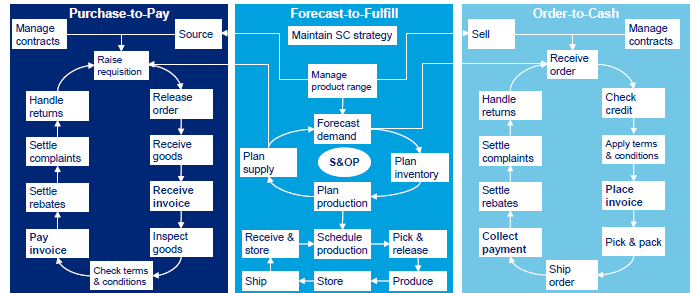 Purchase-to-Pay
Manage
contracts
Source
Raise
requisition
Handle
returns
Release
order
Settle
complaints
Receive
goods
Settle
rebates
Receive
invoice
Pay
invoice
Inspect
goods
Check terms
& conditions
Forecast-to-Fulfill
Maintain SC strategy
Manage
product range
Forecast
demand
Plan
supply
S&OP
Plan
inventory
Plan
production
Receive &
store
Schedule
production
Pick &
release
Ship
Store
Produce
Order-to-Cash
Sell
Manage
contracts
Receive
order
Handle
returns
Check
credit
Settle
complaints
Apply terms
& conditions
Settle
rebates
Place
invoice
Collect
payment
Pick & pack
Ship
order